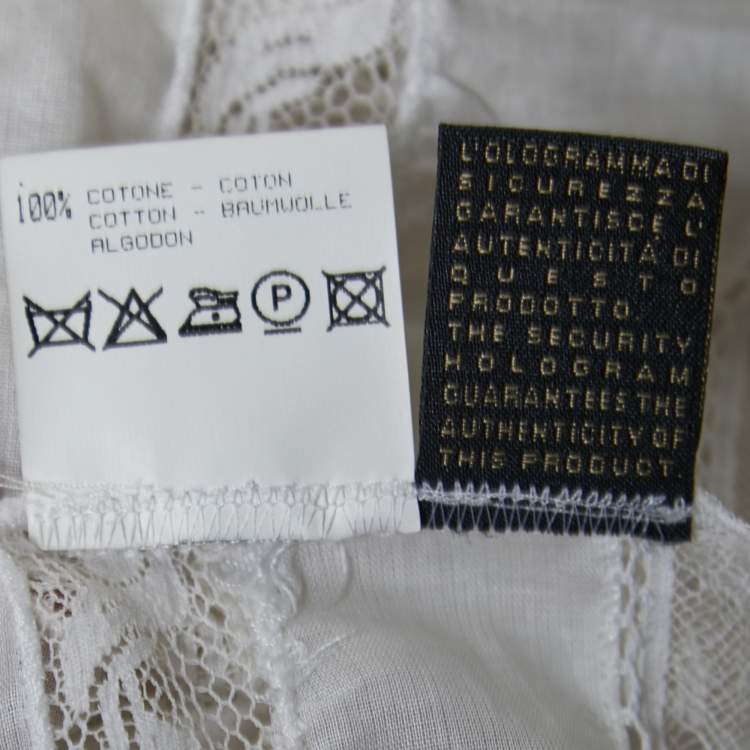 100% COTONE - COTON
COTTON - BAUMWOLLE
ALGODON
P
L'OLOGRAMMA DI
SICUREZZA
GARANTISCE L'
AUTENTICITA DI
QUESTO
PRODOTTO
THE SECURITY
HOLOGRAM
GUARANTEES THE
AUTHENTICITY OF
THIS PRODUCT